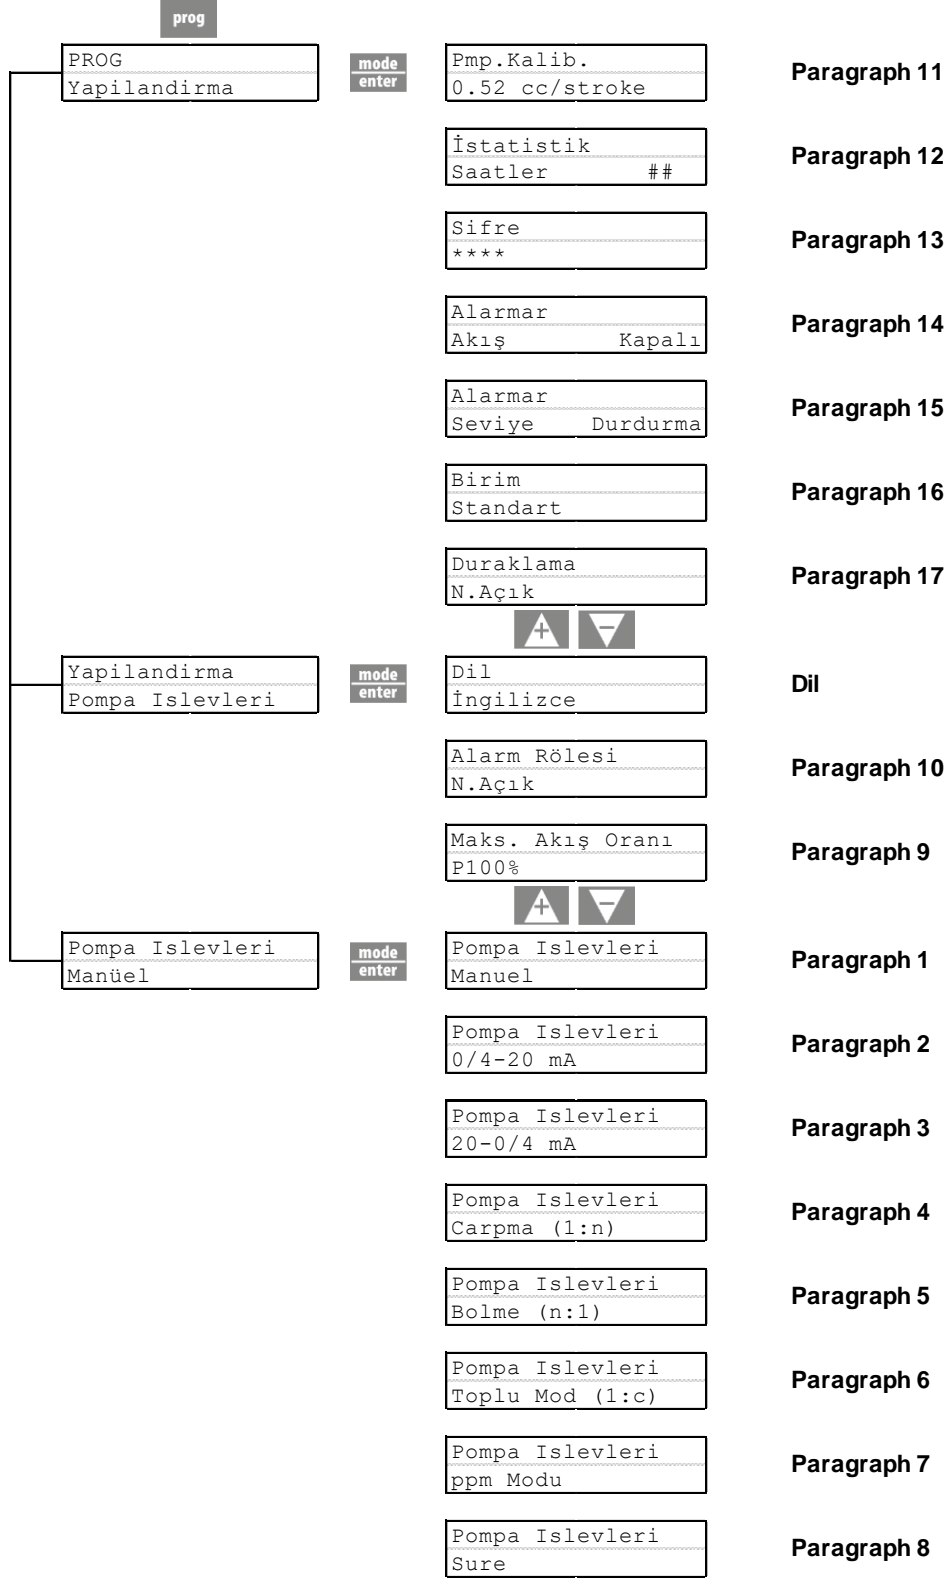 prog
PROG
Yapilandirma
mode
enter
Pmp.Kalib.
0.52 cc/stroke
Paragraph 11
İstatistik
Saatler ##
Paragraph 12
Sifre
****
Paragraph 13
Alarmar
Akış Kapalı
Paragraph 14
Alarmar
Seviye Durdurma
Paragraph 15
Birim
Standart
Paragraph 16
Duraklama
N.Açık
Paragraph 17
+ −
Yapilandirma
Pompa Islevleri
mode
enter
Dil
İngilizce
Dil
Alarm Rölesi
N.Açık
Paragraph 10
Maks. Akış Oranı
P100%
Paragraph 9
+ −
Pompa Islevleri
Manüel
mode
enter
Pompa Islevleri
Manuel
Paragraph 1
Pompa Islevleri
0/4-20 mA
Paragraph 2
Pompa Islevleri
20-0/4 mA
Paragraph 3
Pompa Islevleri
Carpma (1:n)
Paragraph 4
Pompa Islevleri
Bolme (n:1)
Paragraph 5
Pompa Islevleri
Toplu Mod (1:c)
Paragraph 6
Pompa Islevleri
ppm Modu
Paragraph 7
Pompa Islevleri
Sure
Paragraph 8